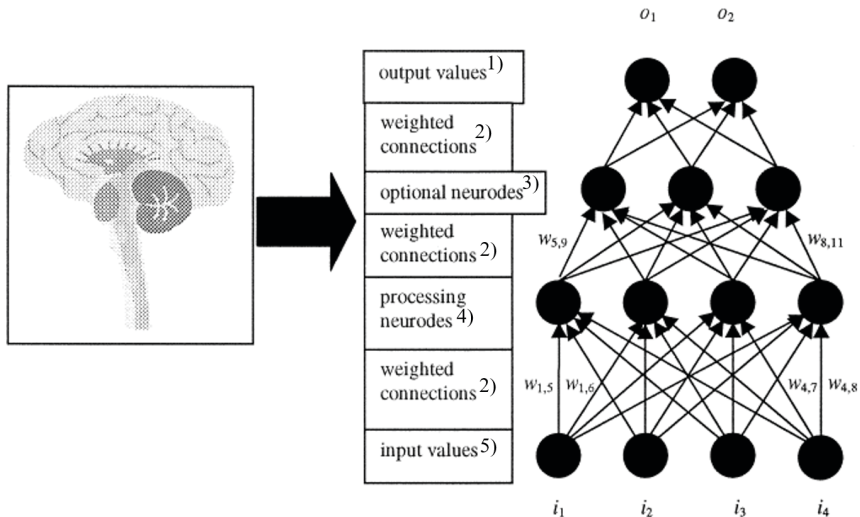 o1 o2
output values1)
weighted
connections2)
optional neurodes3)
weighted
connections2)
w5,9 w8,11
processing
neurodes4)
weighted
connections2)
w1,5 w1,6 w4,7 w4,8
input values5)
i1 i2 i3 i4